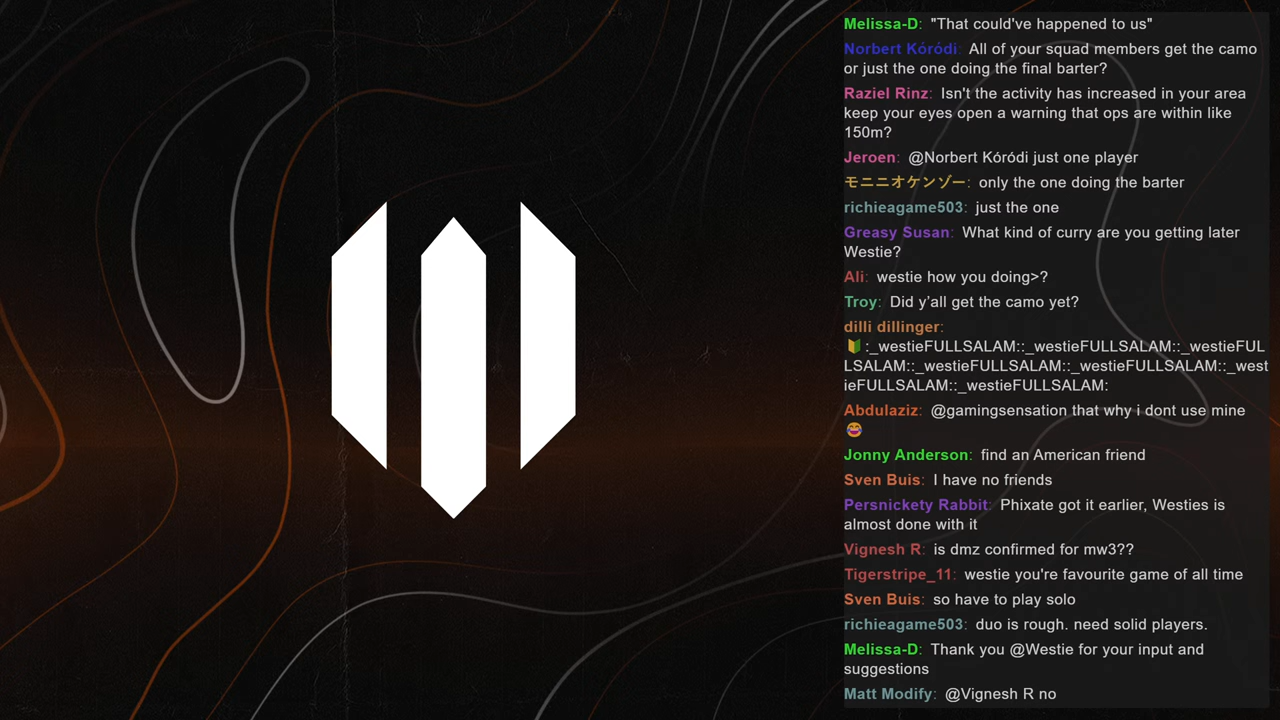 Melissa-D: "That could've happened to us"
Norbert Kóródi: All of your squad members get the camo
or just the one doing the final barter?
Raziel Rinz: Isn't the activity has increased in your area
keep your eyes open a warning that ops are within like
150m?
Jeroen: @Norbert Kóródi just one player
モニニオケンゾー: only the one doing the barter
richieagame503: just the one
Greasy Susan: What kind of curry are you getting later
Westie?
Ali: westie how you doing>?
Troy: Did y'all get the camo yet?
dilli dillinger:
🔰:_westieFULLSALAM::_westieFULLSALAM::_westieFUL
LSALAM::_westieFULLSALAM::_westieFULLSALAM::_west
ieFULLSALAM::_westieFULLSALAM:
Abdulaziz: @gamingsensation that why i dont use mine
😂
Jonny Anderson: find an American friend
Sven Buis: I have no friends
Persnickety Rabbit: Phixate got it earlier, Westies is
almost done with it
Vignesh R: is dmz confirmed for mw3??
Tigerstripe_11: westie you're favourite game of all time
Sven Buis: so have to play solo
richieagame503: duo is rough. need solid players.
Melissa-D: Thank you @Westie for your input and
suggestions
Matt Modify: @Vignesh R no